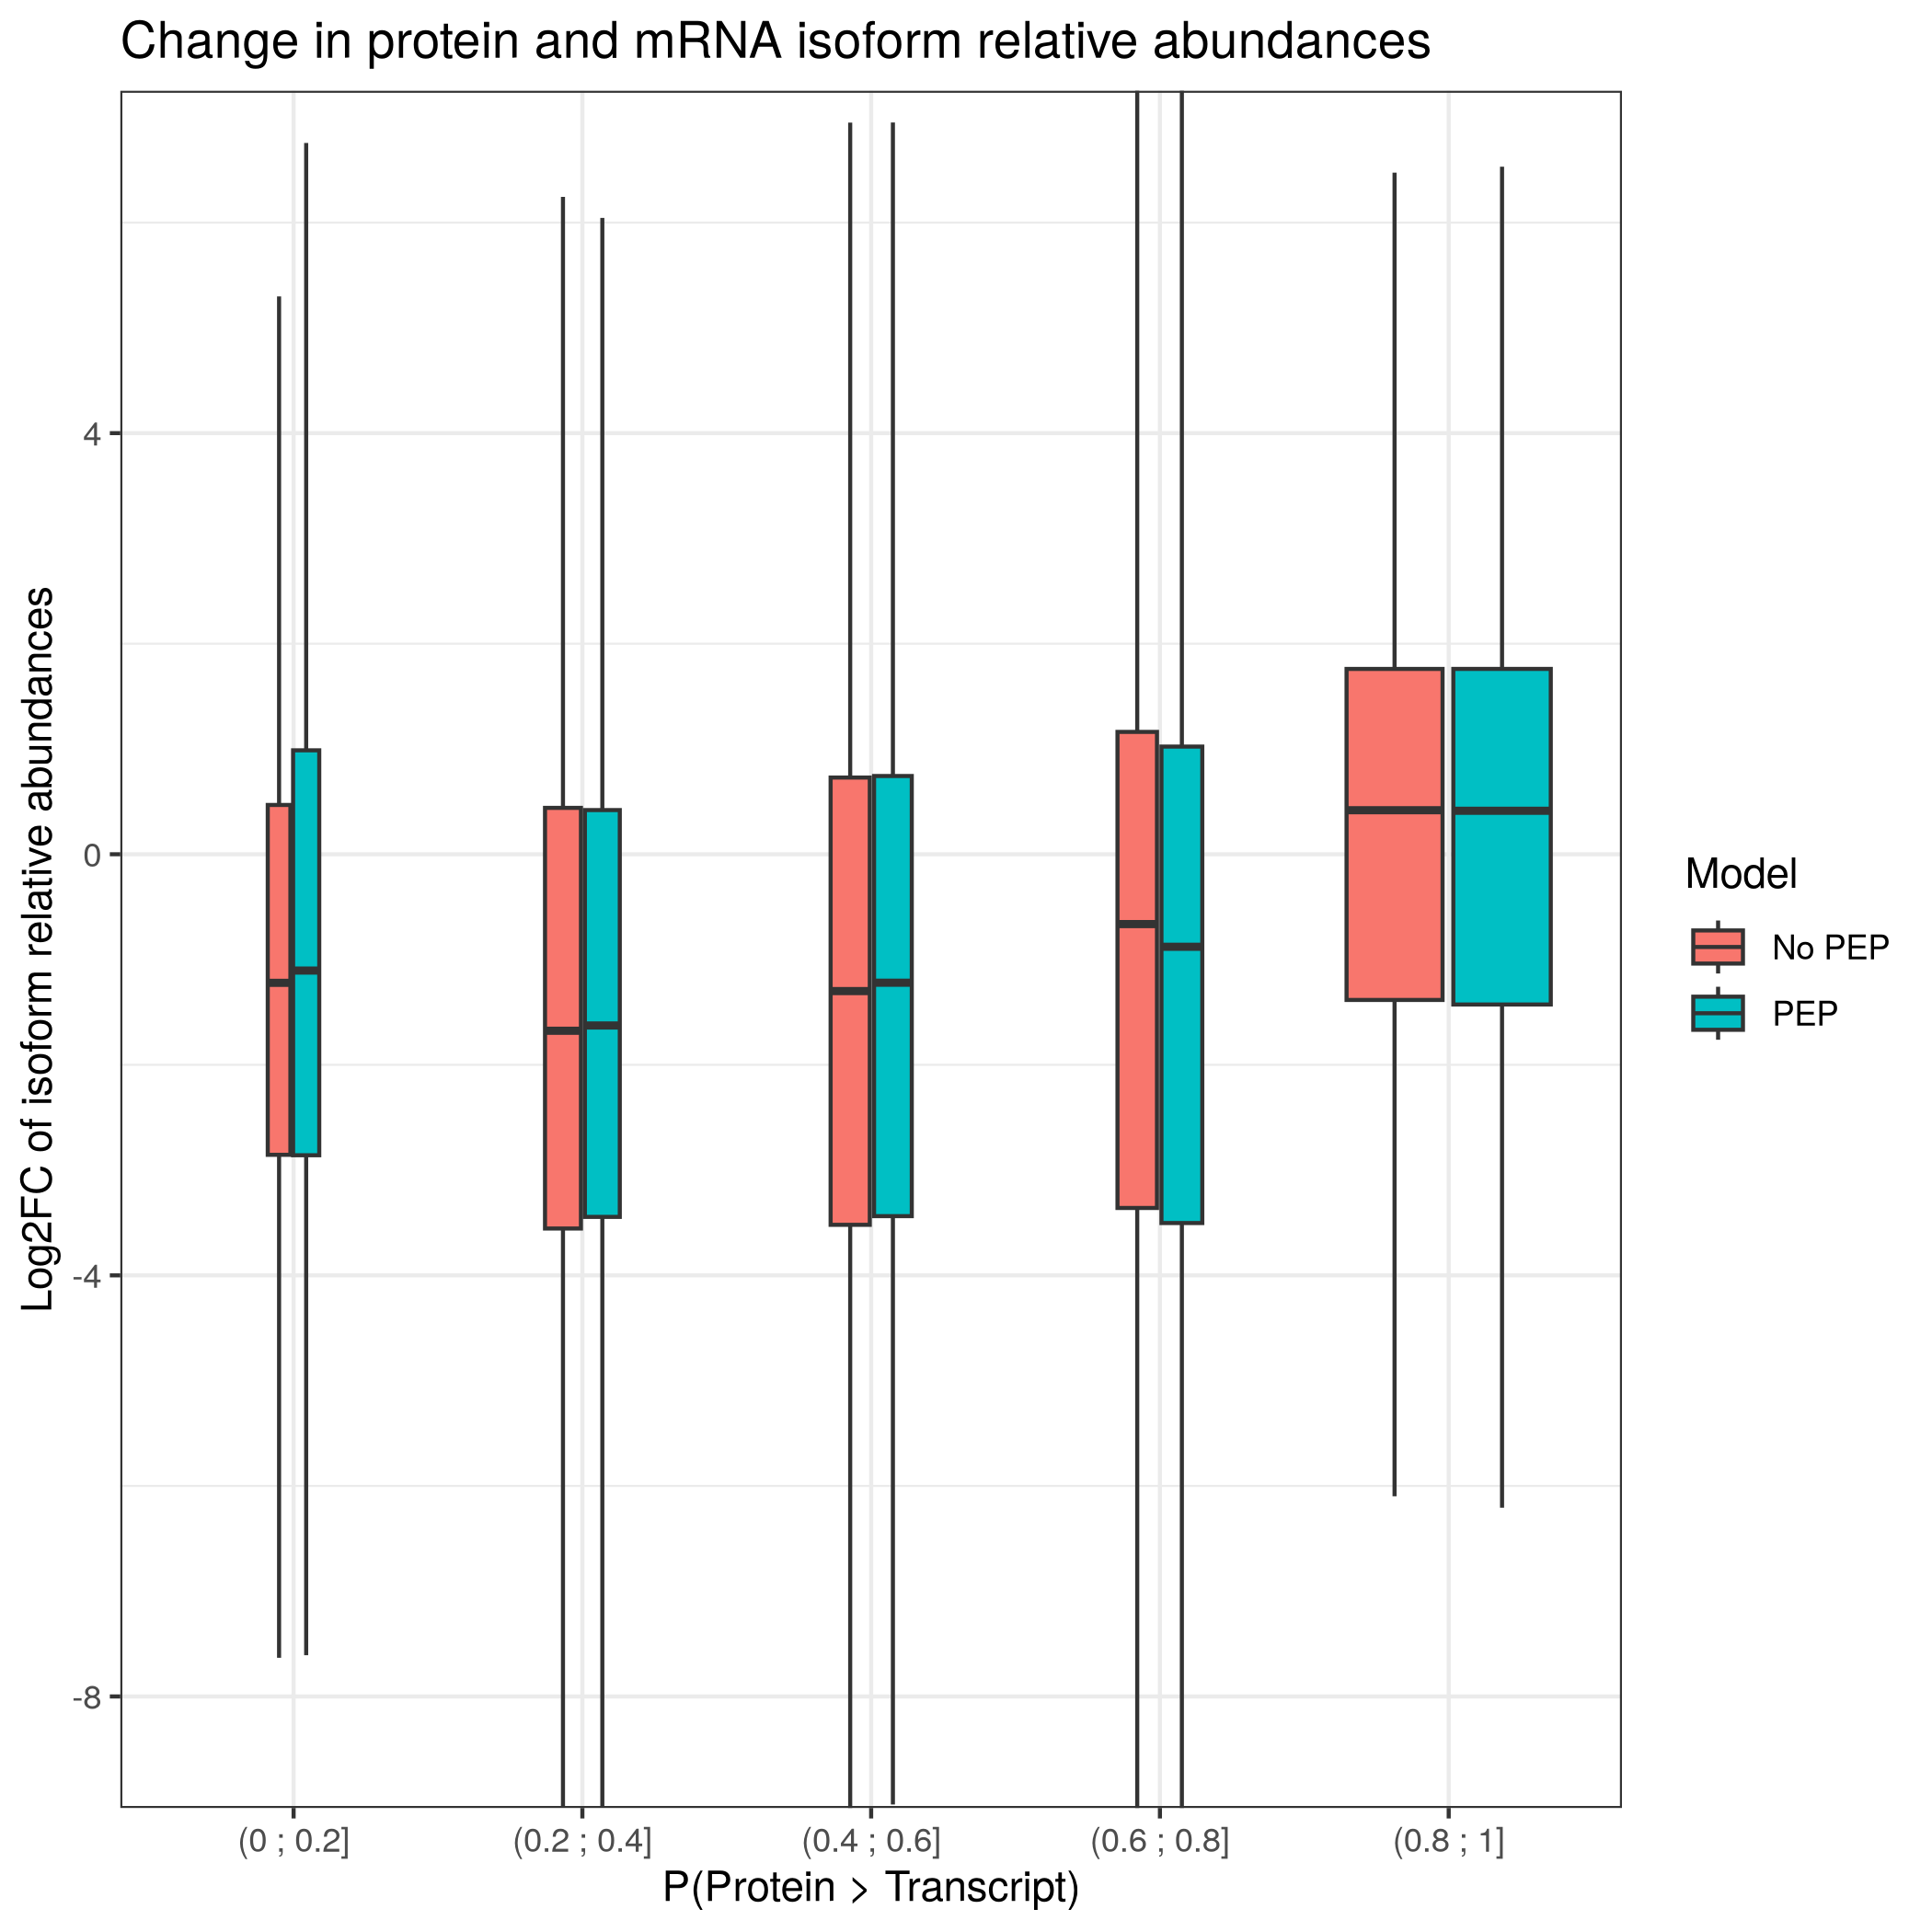 Change in protein and mRNA isoform relative abundances
Log2FC of isoform relative abundances
4
0
-4
-8
(0 ; 0.2]
(0.2 ; 0.4]
(0.4 ; 0.6]
(0.6 ; 0.8]
(0.8 ; 1]
P(Protein > Transcript)
Model
No PEP
PEP